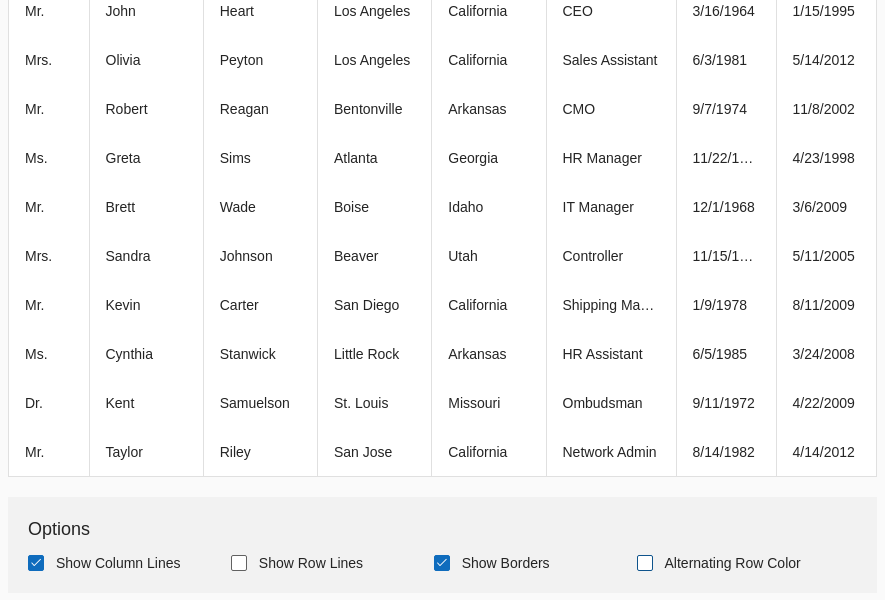 Mr. John Heart Los Angeles California CEO 3/16/1964 1/15/1995
Mrs. Olivia Peyton Los Angeles California Sales Assistant 6/3/1981 5/14/2012
Mr. Robert Reagan Bentonville Arkansas CMO 9/7/1974 11/8/2002
Ms. Greta Sims Atlanta Georgia HR Manager 11/22/1… 4/23/1998
Mr. Brett Wade Boise Idaho IT Manager 12/1/1968 3/6/2009
Mrs. Sandra Johnson Beaver Utah Controller 11/15/1… 5/11/2005
Mr. Kevin Carter San Diego California Shipping Ma… 1/9/1978 8/11/2009
Ms. Cynthia Stanwick Little Rock Arkansas HR Assistant 6/5/1985 3/24/2008
Dr. Kent Samuelson St. Louis Missouri Ombudsman 9/11/1972 4/22/2009
Mr. Taylor Riley San Jose California Network Admin 8/14/1982 4/14/2012
Options
Show Column Lines Show Row Lines Show Borders Alternating Row Color